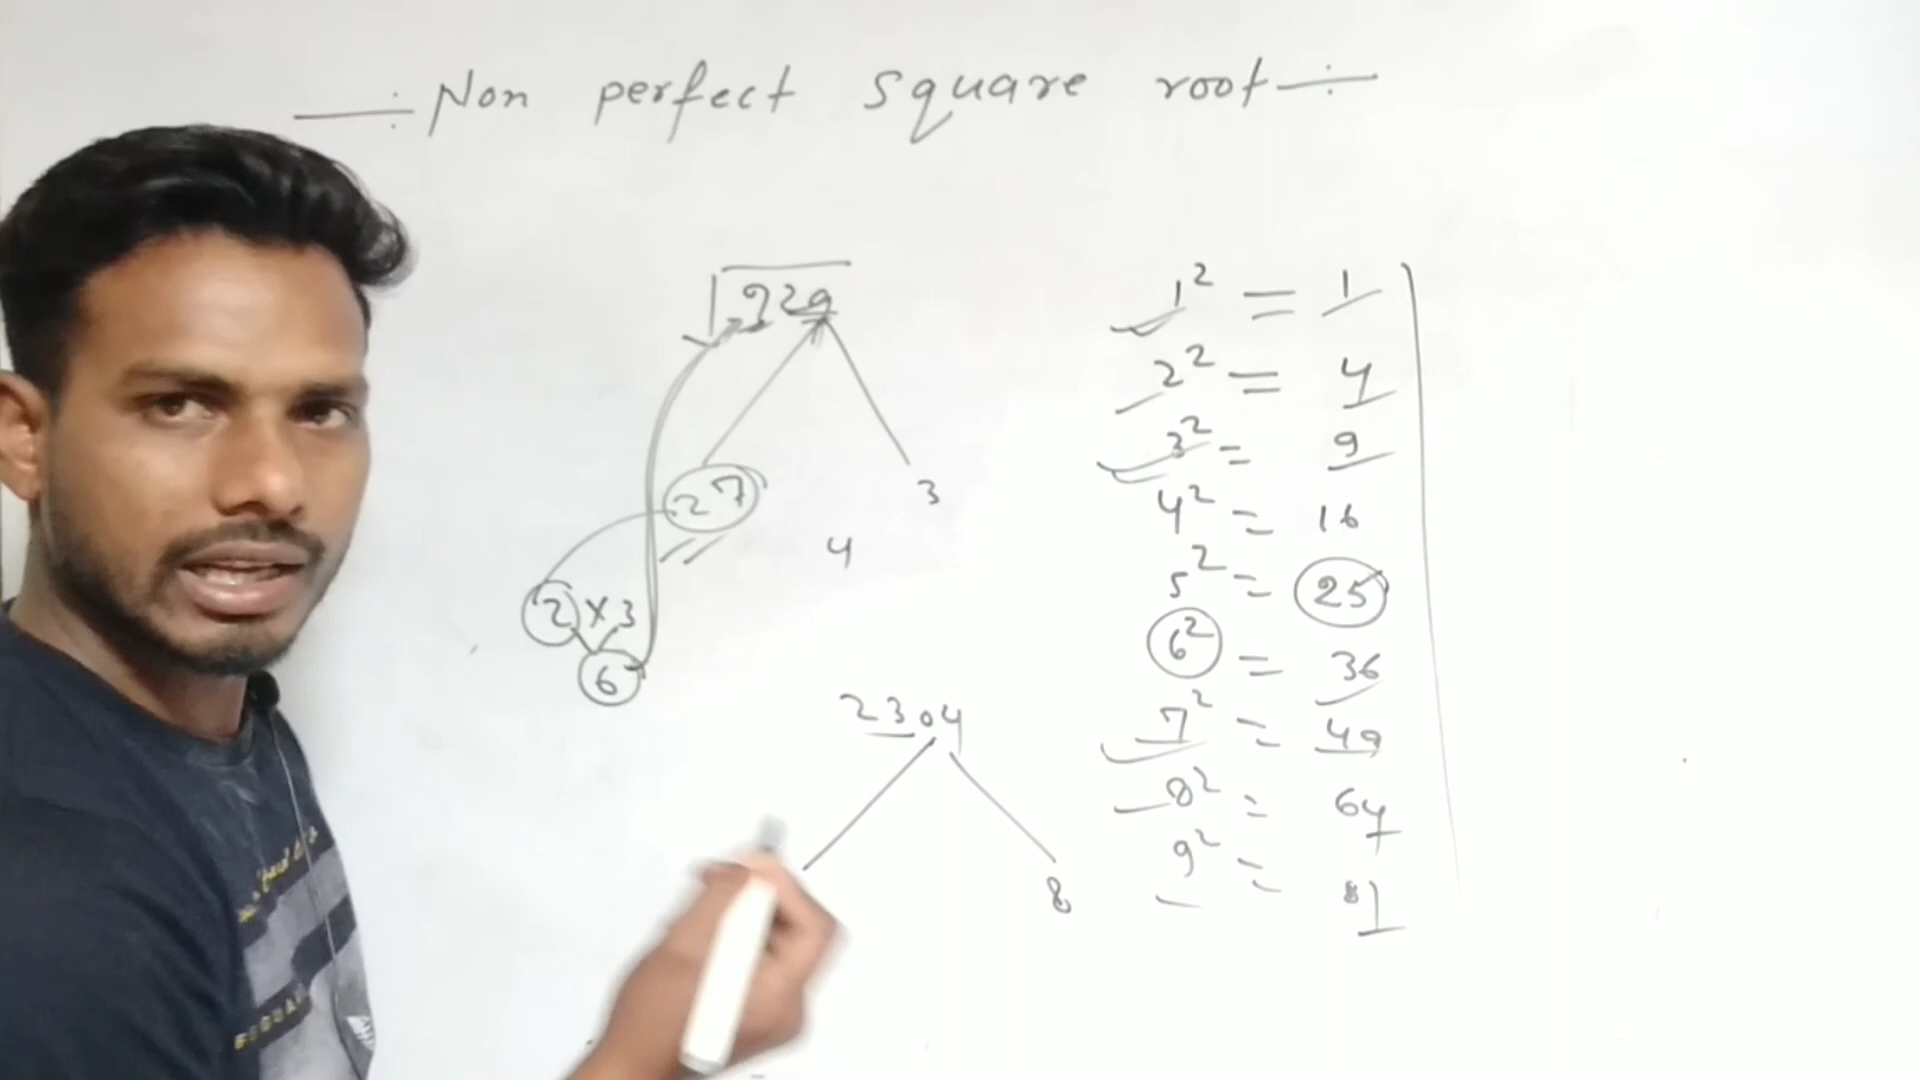 Non perfect square root
√729
27 3
4
2 × 3
6
2304
8
1² = 1
2² = 4
3² = 9
4² = 16
5² = 25
6² = 36
7² = 49
8² = 64
9² = 81